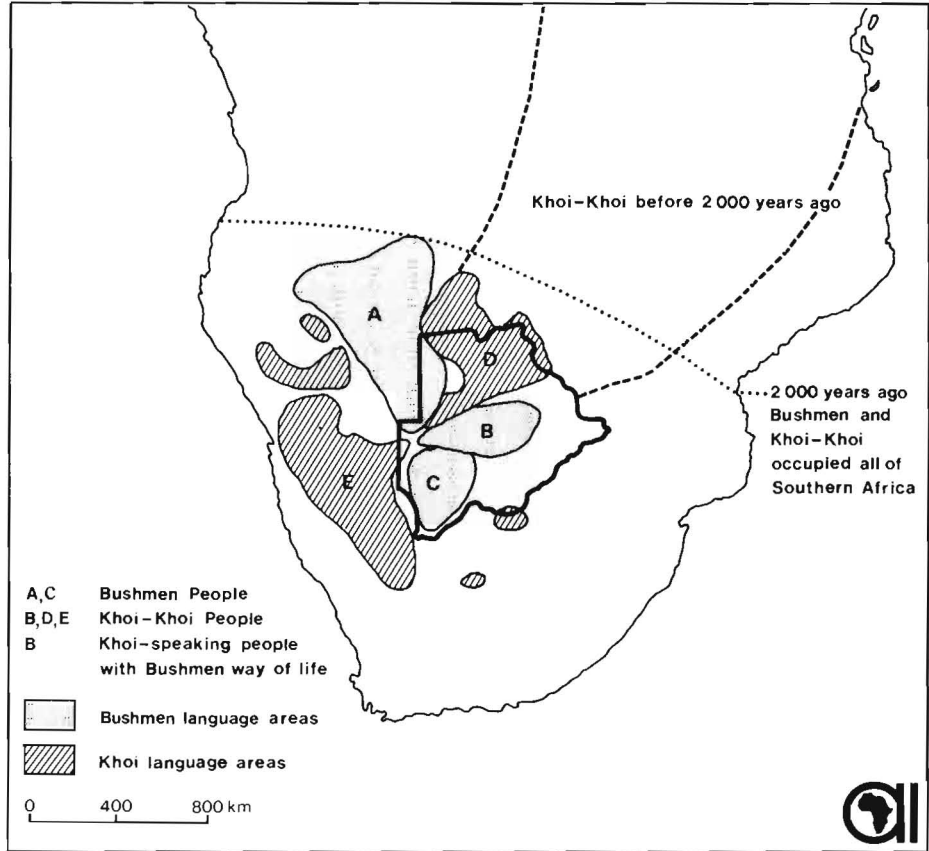 Khoi-Khoi before 2 000 years ago
A
D
2 000 years ago
Bushmen and
Khoi-Khoi
occupied all of
Southern Africa
B
C
E
A,C Bushmen People
B,D,E Khoi-Khoi People
B Khoi-speaking people
with Bushmen way of life
Bushmen language areas
Khoi language areas
0 400 800 km
all